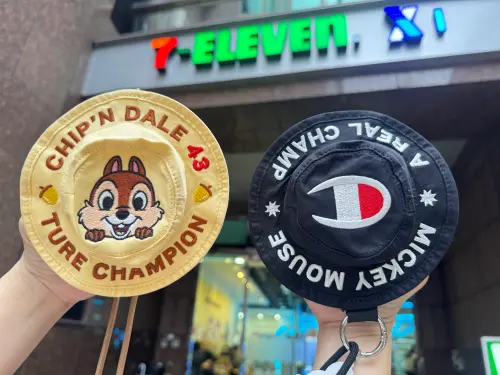 7-ELEVEN.
X
CHIP'N DALE 43
TURE CHAMPION
A REAL CHAMP
MICKEY MOUSE